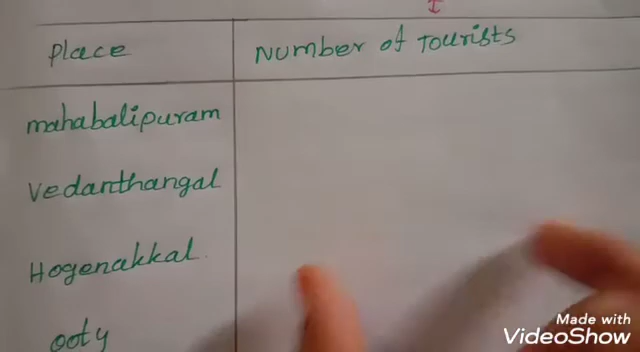 Place Number of Tourists
mahabalipuram
Vedanthangal
Hogenakkal
ooty
Made with
VideoShow